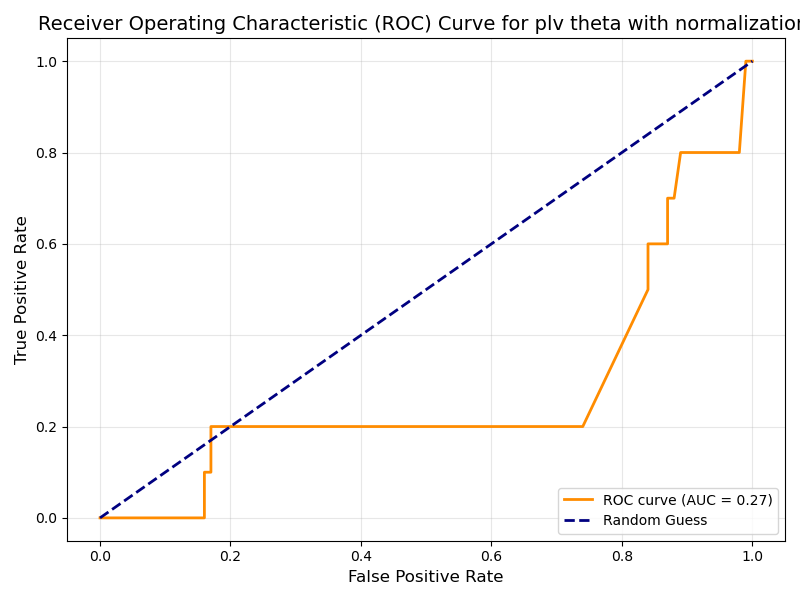 Receiver Operating Characteristic (ROC) Curve for plv theta with normalization
1.0
0.8
0.6
0.4
0.2
0.0
True Positive Rate
0.0 0.2 0.4 0.6 0.8 1.0
False Positive Rate
ROC curve (AUC = 0.27)
Random Guess